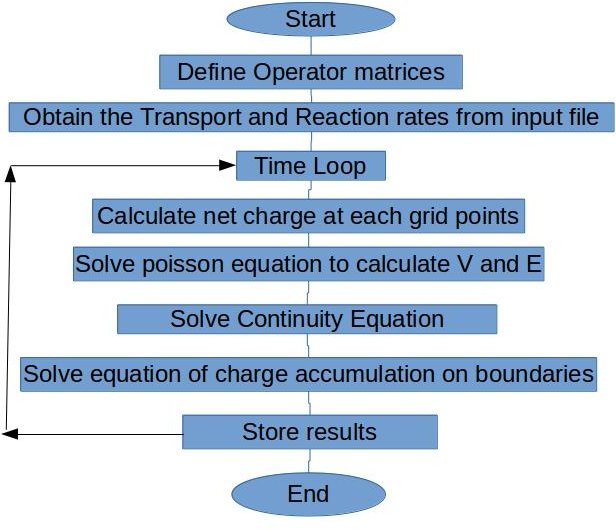 Start
Define Operator matrices
Obtain the Transport and Reaction rates from input file
Time Loop
Calculate net charge at each grid points
Solve poisson equation to calculate V and E
Solve Continuity Equation
Solve equation of charge accumulation on boundaries
Store results
End